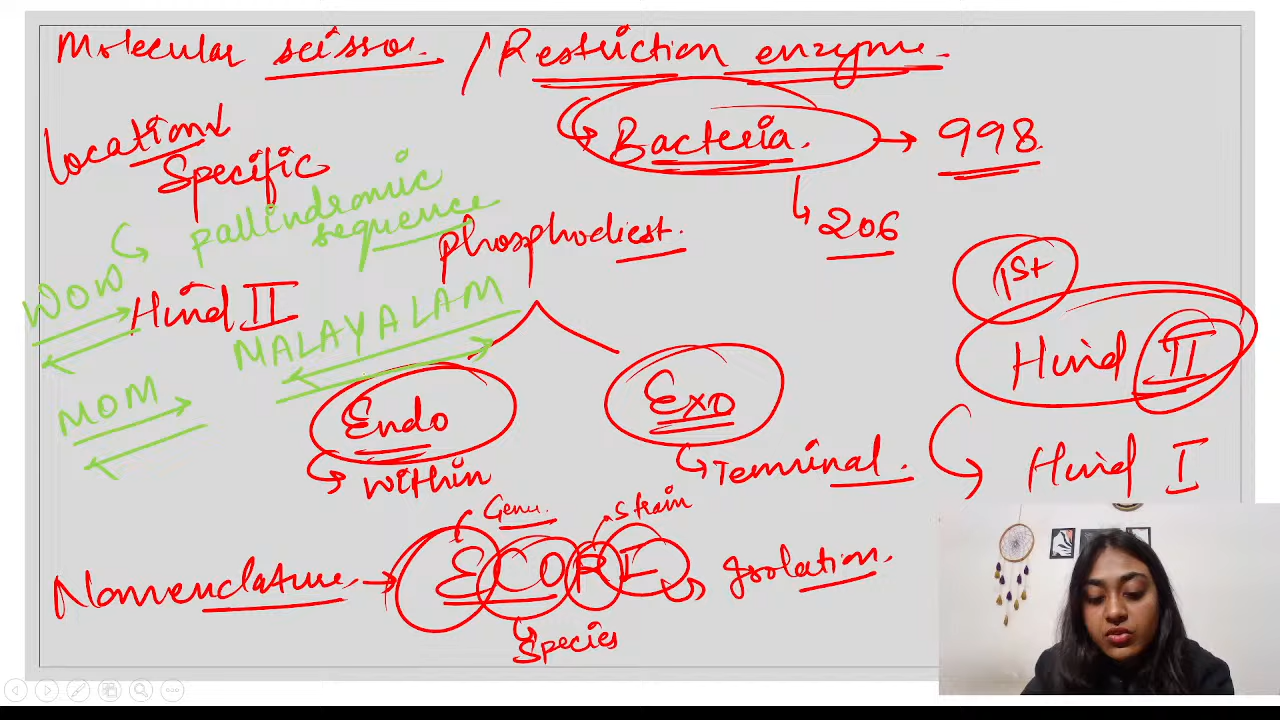 Molecular scissor. / Restriction enzyme.
Location
Specific
Bacteria. → 998.
206
pallindromic
sequence
phosphodiest.
WOW
Hind II
MALAYALAM
MOM
1st
Hind II
Hind I
Endo
Exo
within
Terminal.
Genu.
Strain
Nomenclature. → ECORI
Isolation.
Species